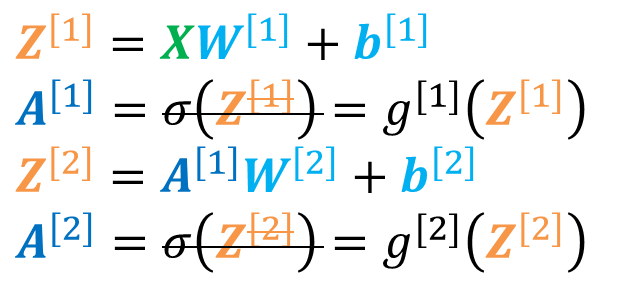 Z^[1] = XW^[1] + b^[1]
A^[1] = σ(Z^[1]) = g^[1](Z^[1])
Z^[2] = A^[1]W^[2] + b^[2]
A^[2] = σ(Z^[2]) = g^[2](Z^[2])